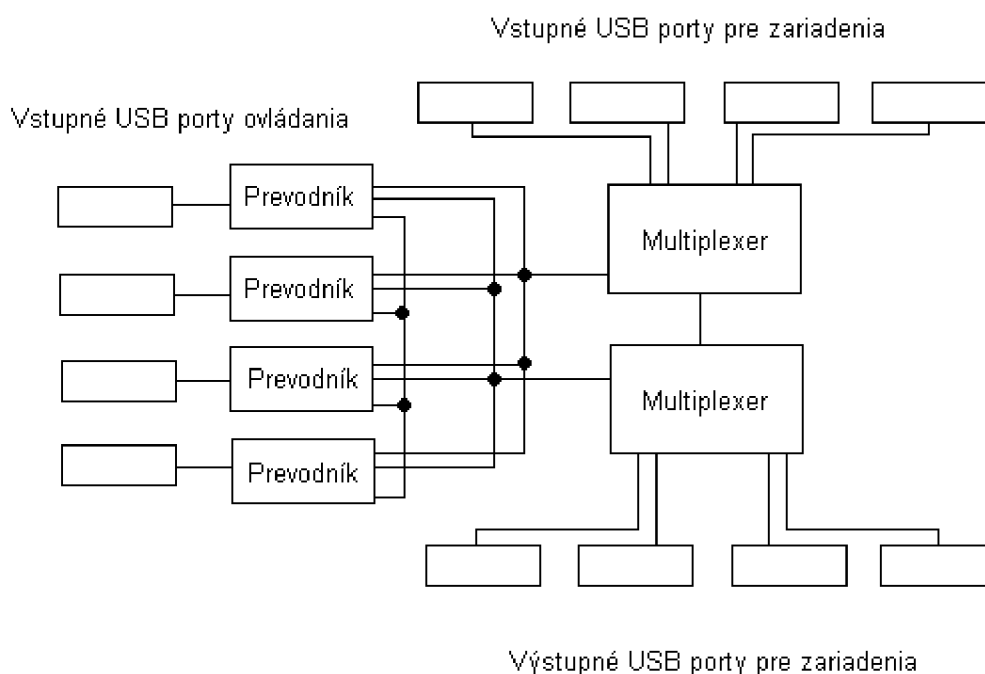 Vstupné USB porty pre zariadenia
Vstupné USB porty ovládania
Prevodník
Prevodník
Prevodník
Prevodník
Multiplexer
Multiplexer
Výstupné USB porty pre zariadenia